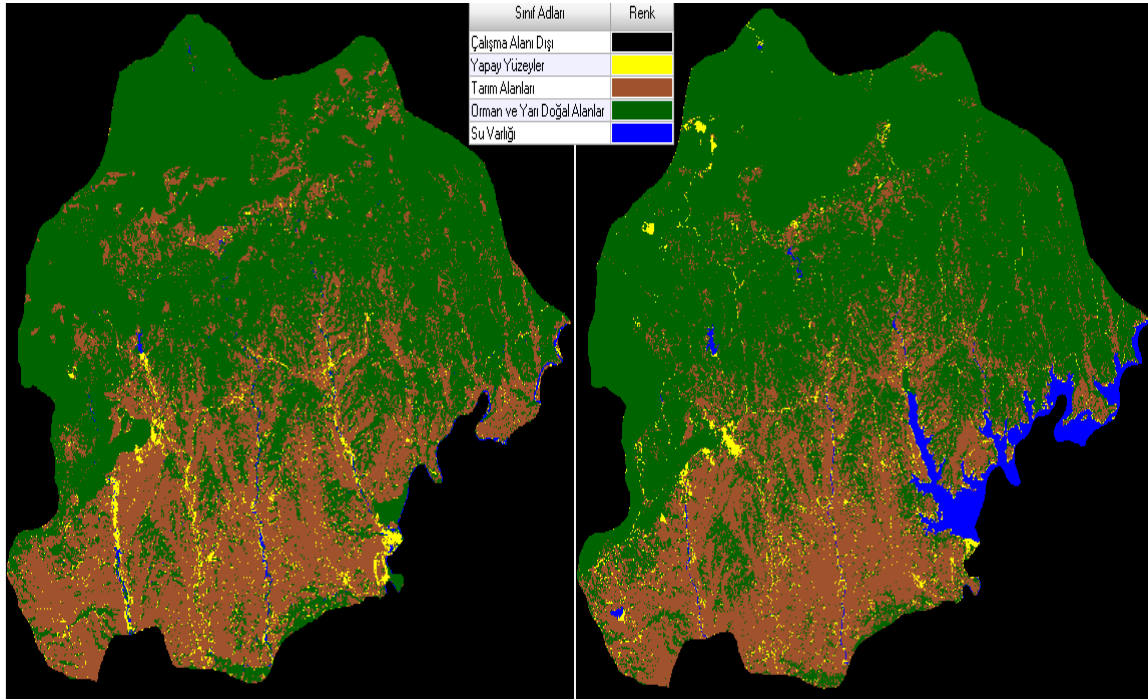 Sınıf Adları Renk
Çalışma Alanı Dışı
Yapay Yüzeyler
Tarım Alanları
Orman ve Yarı Doğal Alanlar
Su Varlığı